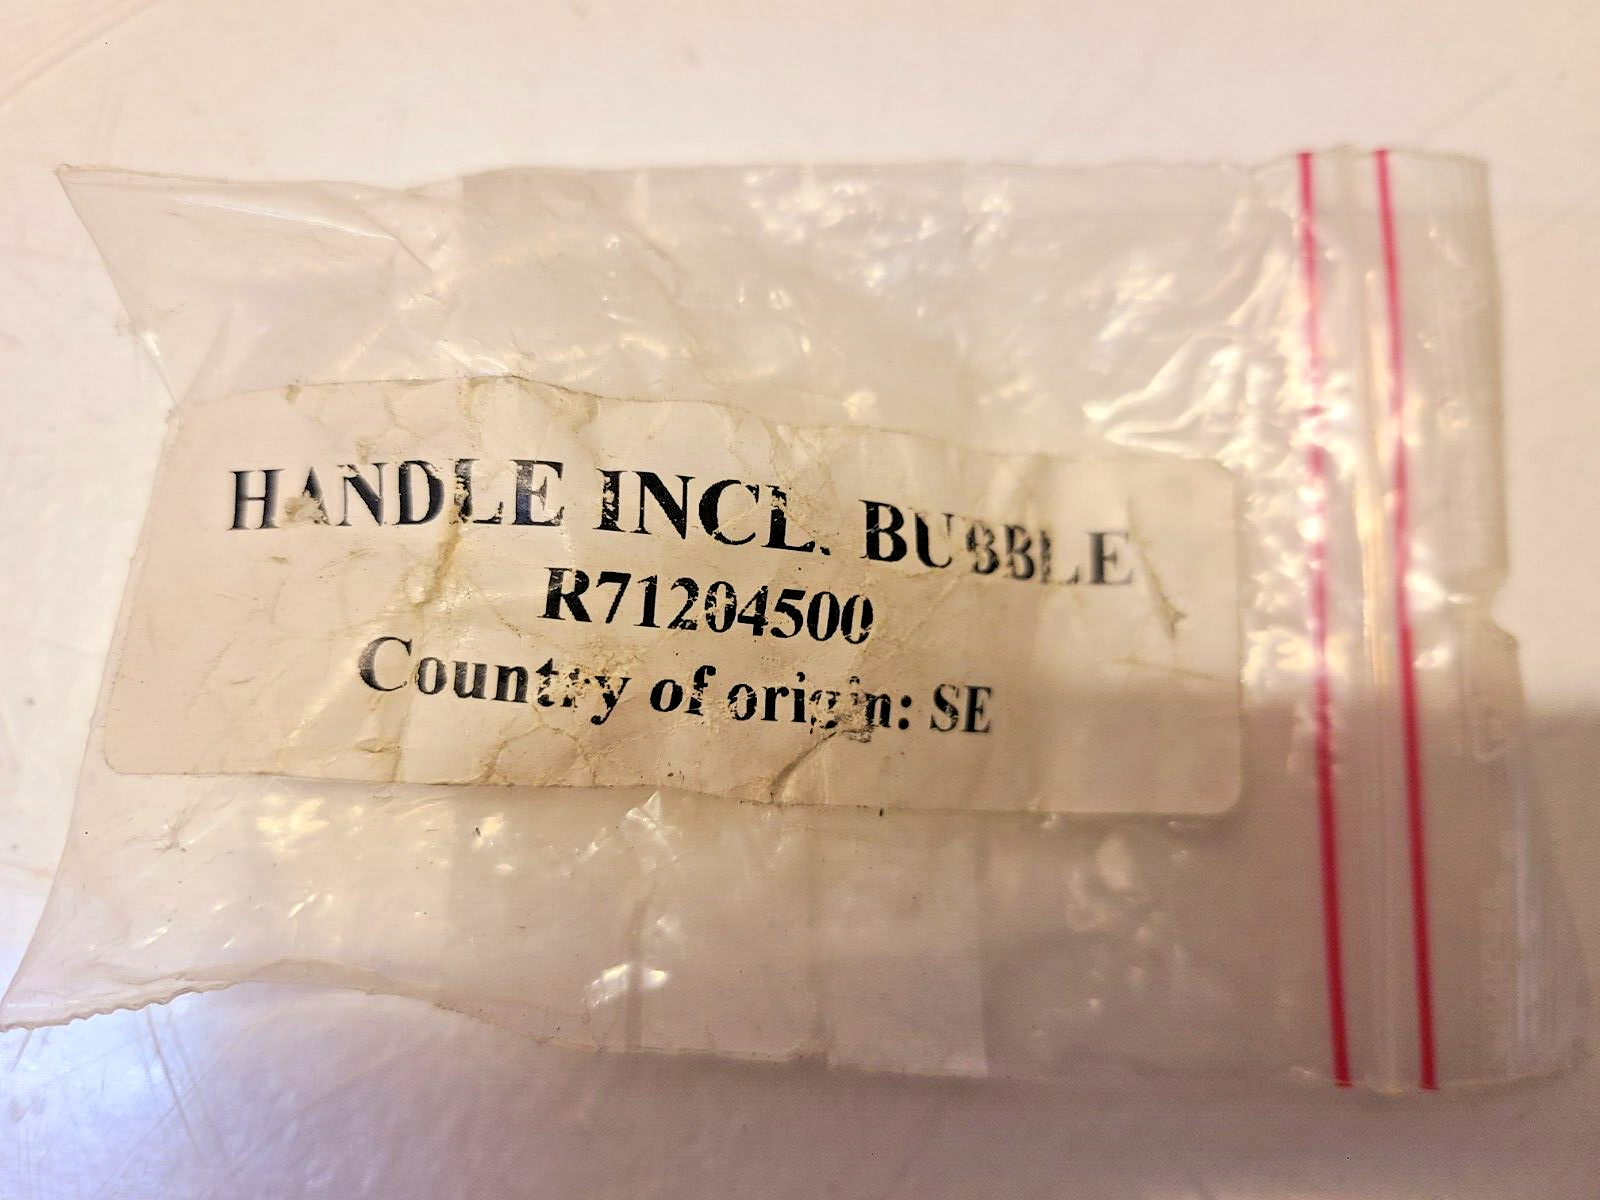 HANDLE INCL. BUBBLE
R71204500
Country of origin: SE